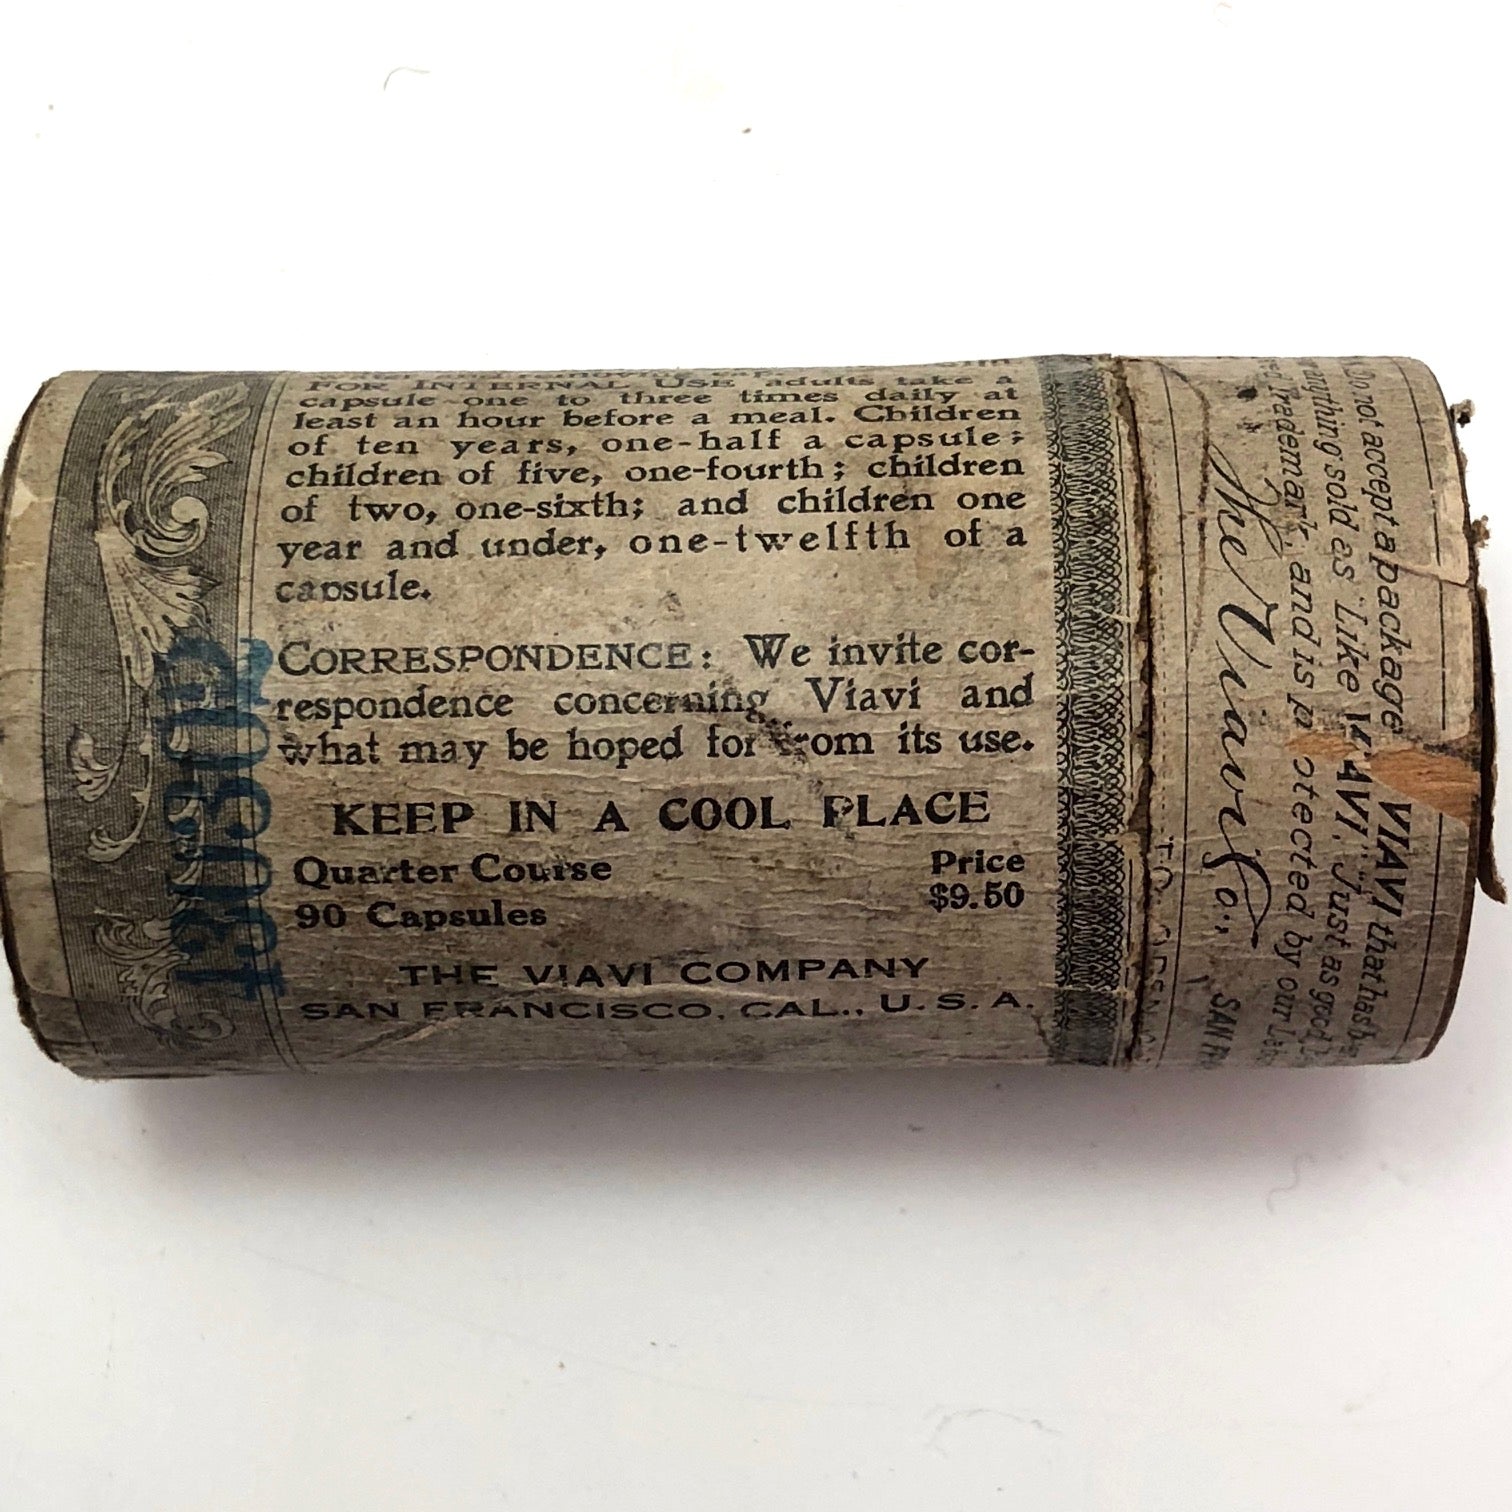 FOR INTERNAL USE adults take a
capsule one to three times daily at
least an hour before a meal. Children
of ten years, one-half a capsule;
children of five, one-fourth; children
of two, one-sixth; and children one
year and under, one-twelfth of a
capsule.
CORRESPONDENCE: We invite cor-
respondence concerning Viavi and
what may be hoped for from its use.
KEEP IN A COOL PLACE
Quarter Course
Price
90 Capsules
$9.50
THE VIAVI COMPANY
SAN FRANCISCO, CAL., U.S.A.
Do not accept a package VIAVI that has
anything sold as "Like VIAVI," "Just as good
Trademark, and is protected by our
The Viavi Co.,
SAN